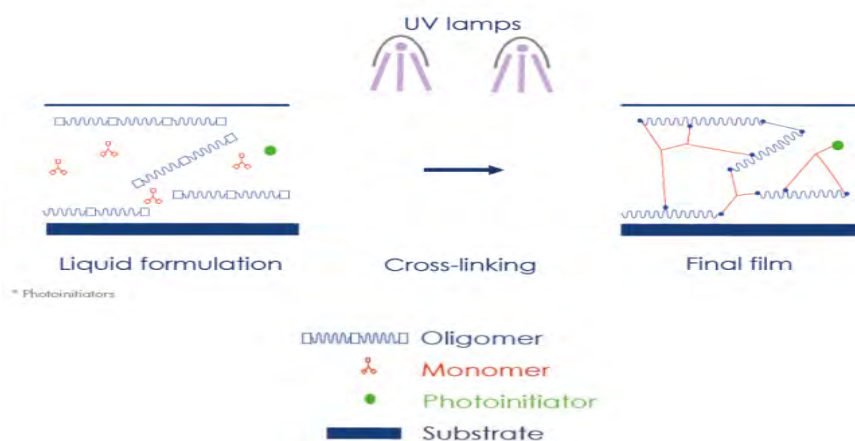 UV lamps
Liquid formulation
Cross-linking
Final film
* Photoinitiators
Oligomer
Monomer
Photoinitiator
Substrate